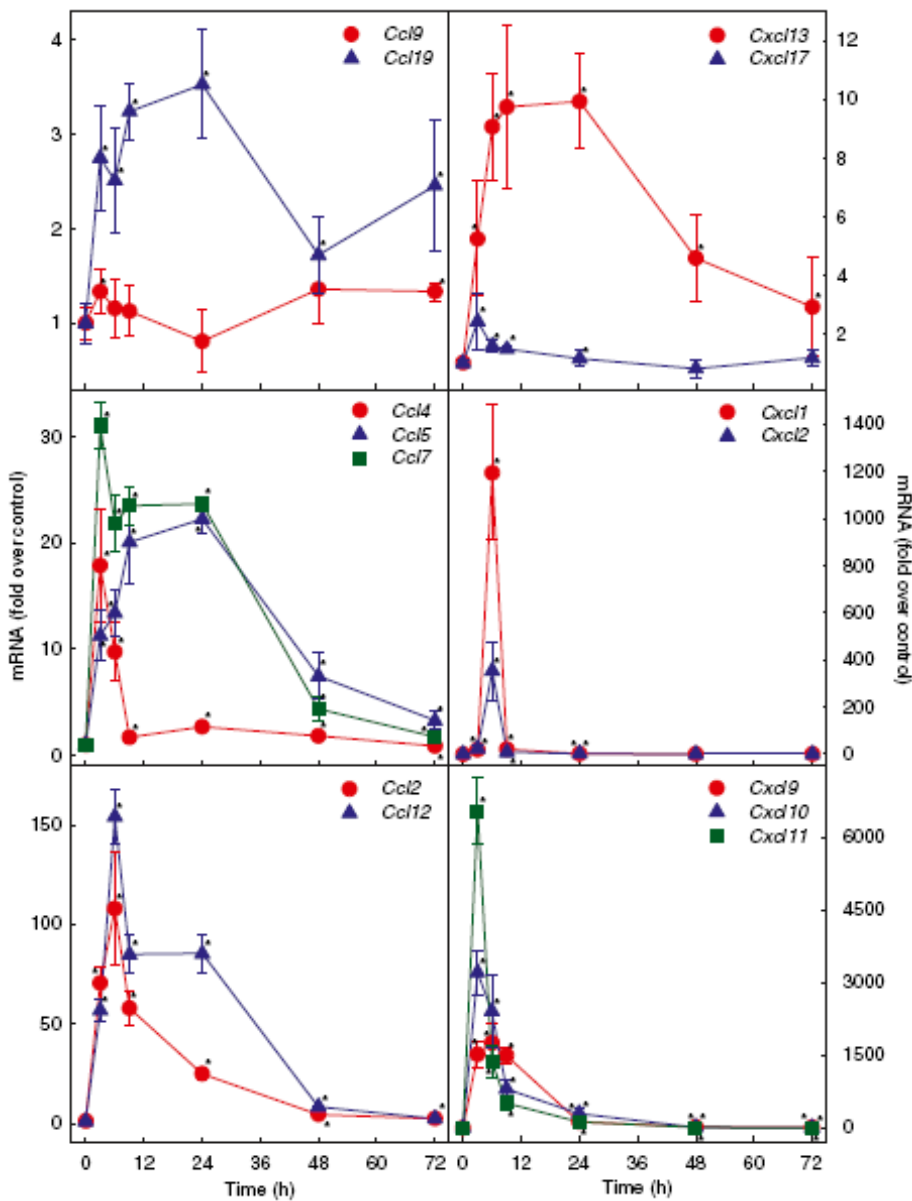 4
3
2
1
Ccl9
Ccl19
Cxcl13
Cxcl17
12
10
8
6
4
2
mRNA (fold over control)
30
20
10
0
Ccl4
Ccl5
Ccl7
Cxcl1
Cxcl2
1400
1200
1000
800
600
400
200
0
mRNA (fold over control)
150
100
50
0
Ccl2
Ccl12
Cxcl9
Cxcl10
Cxcl11
6000
4500
3000
1500
0
0 12 24 36 48 60 72
Time (h)
0 12 24 36 48 60 72
Time (h)